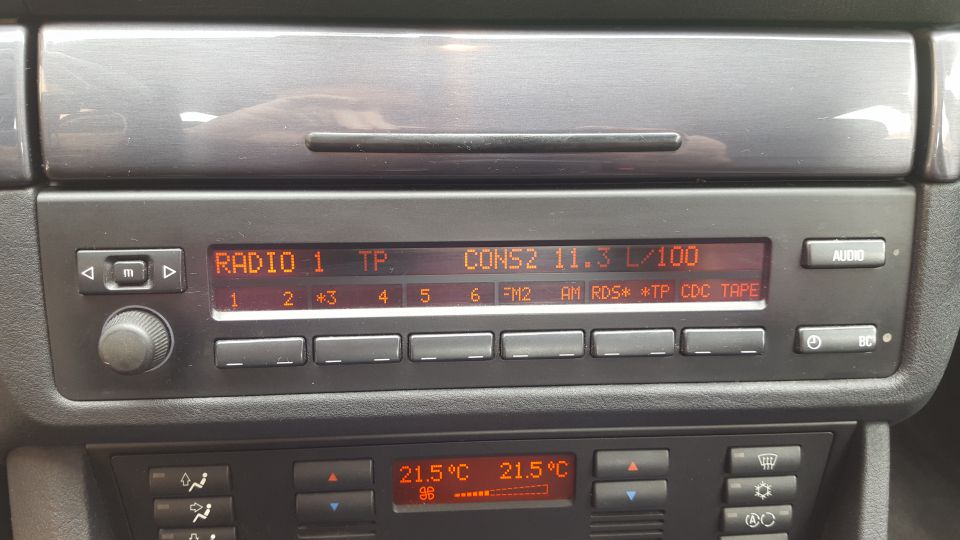 RADIO 1 TP CONS2 11.3 L/100
1 2 *3 4 5 6 FM2 AM RDS* *TP CDC TAPE
m
AUDIO
BC
21.5°C 21.5°C
A